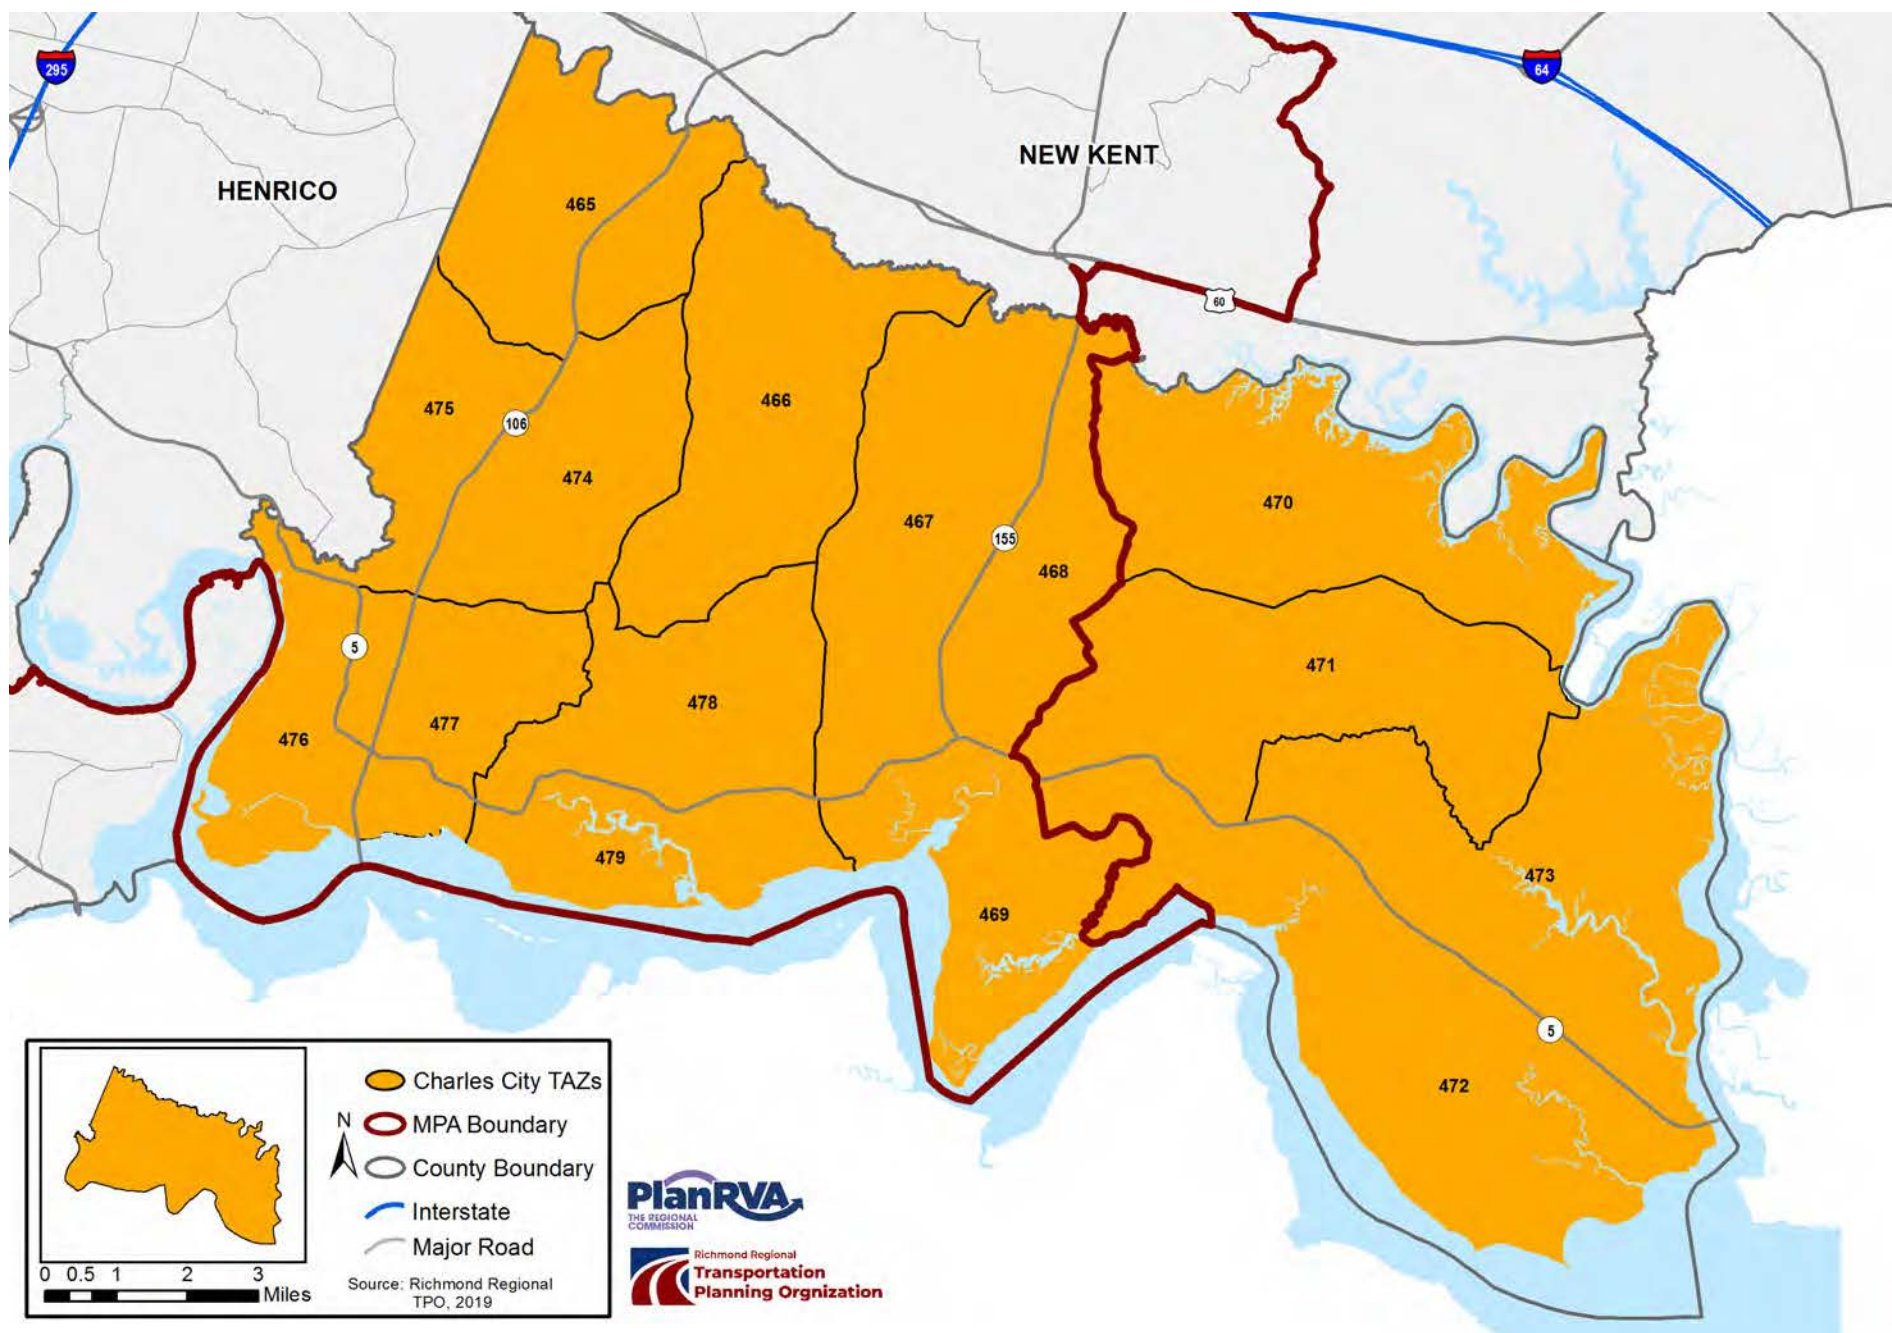 295
64
HENRICO
NEW KENT
465
60
475
106
466
474
467
155
468
470
5
471
476
477
478
479
469
473
472
5
Charles City TAZs
MPA Boundary
County Boundary
Interstate
Major Road
N
0 0.5 1 2 3
Miles
Source: Richmond Regional
TPO, 2019
PlanRVA
THE REGIONAL
COMMISSION
Richmond Regional
Transportation
Planning Orgnization